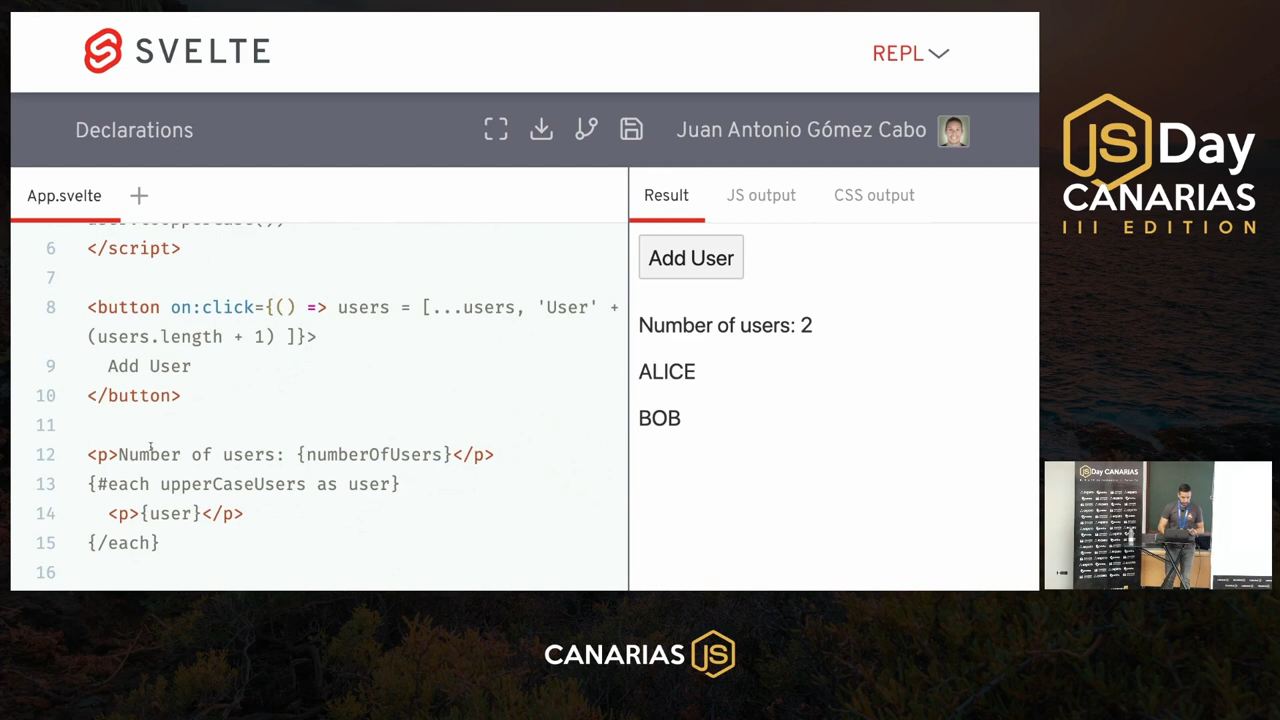 SVELTE
REPL
Declarations
Juan Antonio Gómez Cabo
App.svelte
Result
JS output
CSS output
6 </script>
7
8 <button on:click={() => users = [...users, 'User' +
(users.length + 1) ]}>
9 Add User
10 </button>
11
12 <p>Number of users: {numberOfUsers}</p>
13 {#each upperCaseUsers as user}
14 <p>{user}</p>
15 {/each}
16
Add User
Number of users: 2
ALICE
BOB
JS Day
CANARIAS
III EDITION
JSDay CANARIAS
CANARIAS JS